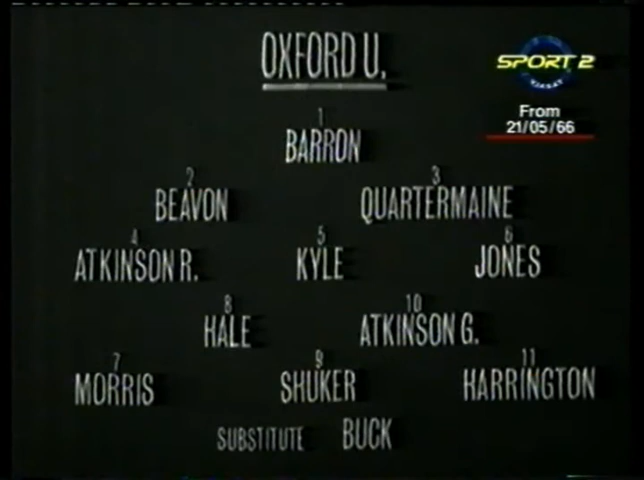 OXFORD U.
SPORT 2
VIASAT
From
21/05/66
1
BARRON
2 3
BEAVON QUARTERMAINE
4 5 6
ATKINSON R. KYLE JONES
8 10
HALE ATKINSON G.
7 9 11
MORRIS SHUKER HARRINGTON
SUBSTITUTE BUCK